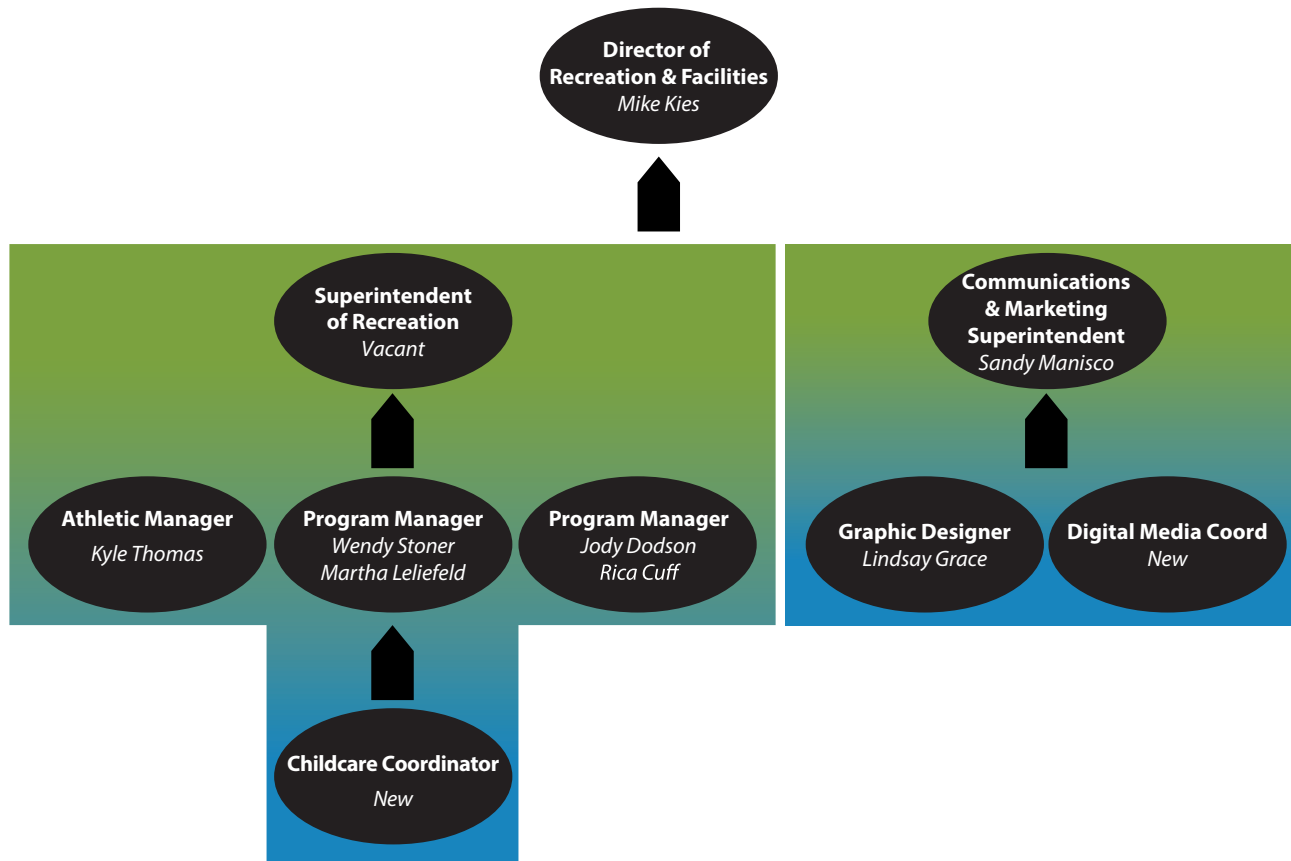 Director of
Recreation & Facilities
Mike Kies
Superintendent
of Recreation
Vacant
Communications
& Marketing
Superintendent
Sandy Manisco
Athletic Manager
Kyle Thomas
Program Manager
Wendy Stoner
Martha Leliefeld
Program Manager
Jody Dodson
Rica Cuff
Graphic Designer
Lindsay Grace
Digital Media Coord
New
Childcare Coordinator
New